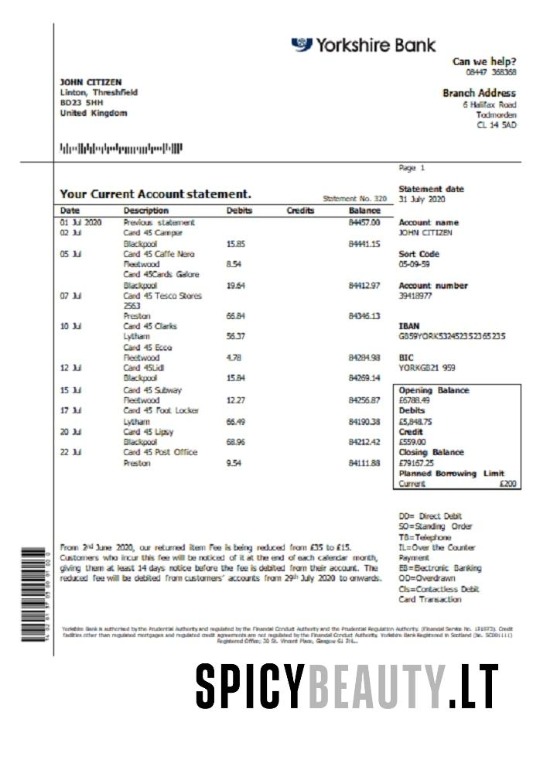 Yorkshire Bank
Can we help?
08447 368368
JOHN CITIZEN
Linton, Threshfield
BD23 5HH
United Kingdom
Branch Address
6 Halifax Road
Todmorden
CL 14 5AD
Page 1
Your Current Account statement.
Statement No. 320
Statement date
31 July 2020
Date Description Debits Credits Balance
01 Jul 2020 Previous statement 84457.00
02 Jul Card 45 Camper
Blackpool 15.85 84441.15
05 Jul Card 45 Caffe Nero
Fleetwood 8.54
Card 45Cards Galore
Blackpool 19.64 84412.97
07 Jul Card 45 Tesco Stores
2563
Preston 66.84 84346.13
10 Jul Card 45 Clarks
Lytham 56.37
Card 45 Ecco
Fleetwood 4.78 84284.98
12 Jul Card 45Lidl
Blackpool 15.84 84269.14
15 Jul Card 45 Subway
Fleetwood 12.27 84256.87
17 Jul Card 45 Foot Locker
Lytham 66.49 84190.38
20 Jul Card 45 Lipsy
Blackpool 68.96 84212.42
22 Jul Card 45 Post Office
Preston 9.54 84111.88
Account name
JOHN CITIZEN
Sort Code
05-09-59
Account number
39418977
IBAN
GB59YORK532452352365235
BIC
YORKGB21 959
Opening Balance
£6788.49
Debits
£5,848.75
Credit
£559.00
Closing Balance
£79167.25
Planned Borrowing Limit
Current £200
DD= Direct Debit
SO=Standing Order
TB=Telephone
IL=Over the Counter
Payment
EB=Electronic Banking
OD=Overdrawn
Cls=Contactless Debit
Card Transaction
From 2nd June 2020, our returned item Fee is being reduced from £35 to £15.
Customers who incur this fee will be noticed of it at the end of each calendar month,
giving them at least 14 days notice before the fee is debited from their account. The
reduced fee will be debited from customers' accounts from 29th July 2020 to onwards.
Yorkshire Bank is authorised by the Prudential Authority and regulated by the Financial Conduct Authority and the Prudential Regulation Authority. (Financial Service No. ). Credit
facilities other than regulated mortgages and regulated credit agreements are not regulated by the Financial Conduct Authority. Yorkshire Bank Registered in Scotland (No. SC001111)
Registered Office; 30 St. Vincent Place, Glasgow
SPICYBEAUTY.LT